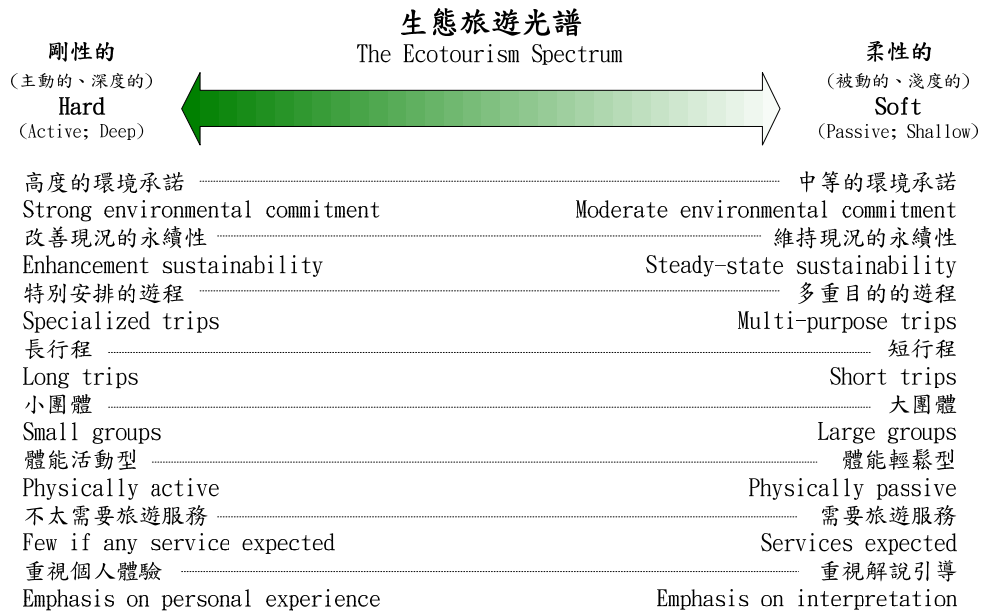 生態旅遊光譜
The Ecotourism Spectrum
剛性的
(主動的、深度的)
Hard
(Active; Deep)
柔性的
(被動的、淺度的)
Soft
(Passive; Shallow)
高度的環境承諾 中等的環境承諾
Strong environmental commitment Moderate environmental commitment
改善現況的永續性 維持現況的永續性
Enhancement sustainability Steady-state sustainability
特別安排的遊程 多重目的的遊程
Specialized trips Multi-purpose trips
長行程 短行程
Long trips Short trips
小團體 大團體
Small groups Large groups
體能活動型 體能輕鬆型
Physically active Physically passive
不太需要旅遊服務 需要旅遊服務
Few if any service expected Services expected
重視個人體驗 重視解說引導
Emphasis on personal experience Emphasis on interpretation